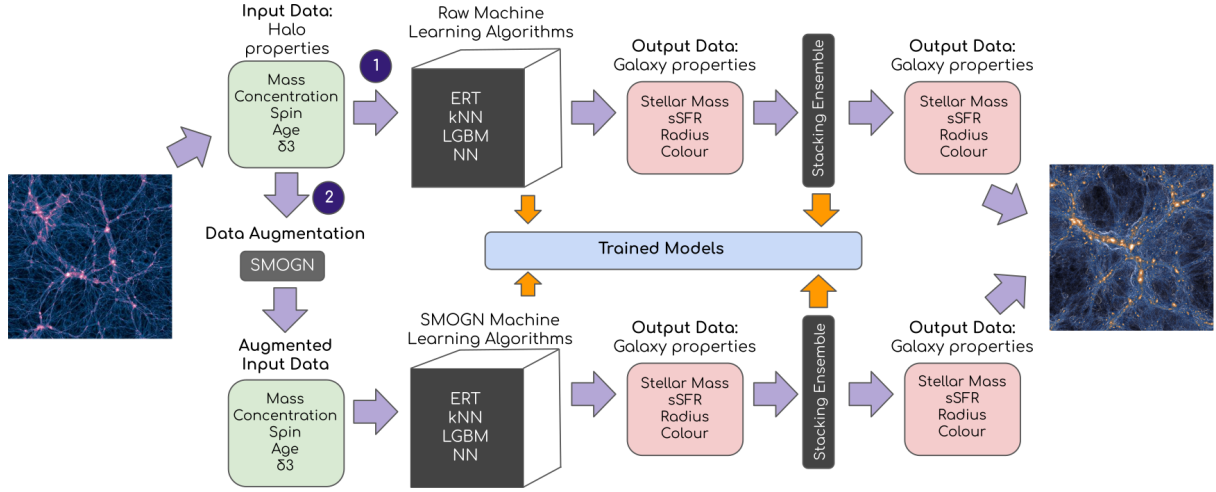 Input Data:
Halo
properties
Mass
Concentration
Spin
Age
δ3
1
Raw Machine
Learning Algorithms
ERT
kNN
LGBM
NN
Output Data:
Galaxy properties
Stellar Mass
sSFR
Radius
Colour
Stacking Ensemble
Output Data:
Galaxy properties
Stellar Mass
sSFR
Radius
Colour
2
Data Augmentation
SMOGN
Trained Models
Augmented
Input Data
Mass
Concentration
Spin
Age
δ3
SMOGN Machine
Learning Algorithms
ERT
kNN
LGBM
NN
Output Data:
Galaxy properties
Stellar Mass
sSFR
Radius
Colour
Stacking Ensemble
Output Data:
Galaxy properties
Stellar Mass
sSFR
Radius
Colour